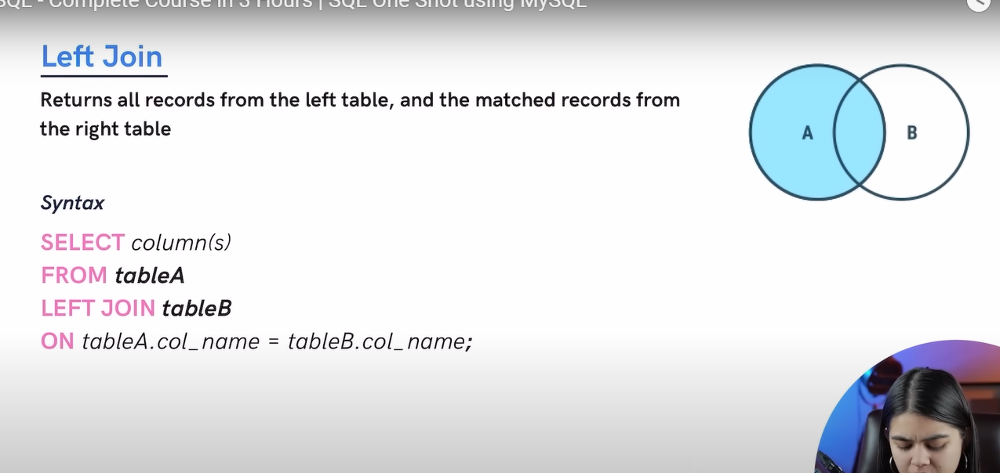 SQL - Complete Course in 3 Hours | SQL One Shot using MySQL
Left Join
Returns all records from the left table, and the matched records from
the right table
A
B
Syntax
SELECT column(s)
FROM tableA
LEFT JOIN tableB
ON tableA.col_name = tableB.col_name;